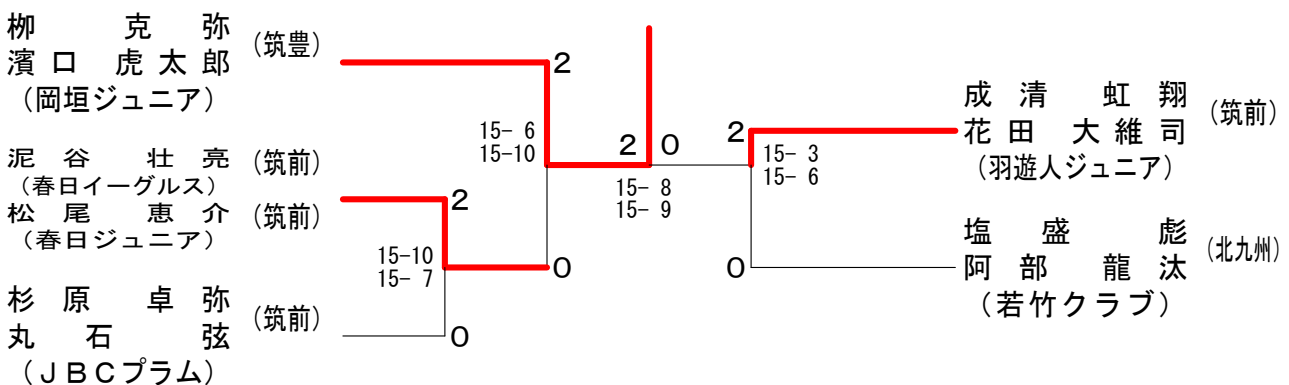 柳 克弥 (筑豊)
濱口 虎太郎
(岡垣ジュニア)
泥谷 壮亮 (筑前)
(春日イーグルス)
松尾 恵介 (筑前)
(春日ジュニア)
杉原 卓弥 (筑前)
丸石 弦
(JBCプラム)
2
15- 6
15-10
2
15-10
15- 7
0
0
2 0
15- 8
15- 9
2
15- 3
15- 6
0
成清 虹翔 (筑前)
花田 大維司
(羽遊人ジュニア)
塩盛 彪 (北九州)
阿部 龍汰
(若竹クラブ)